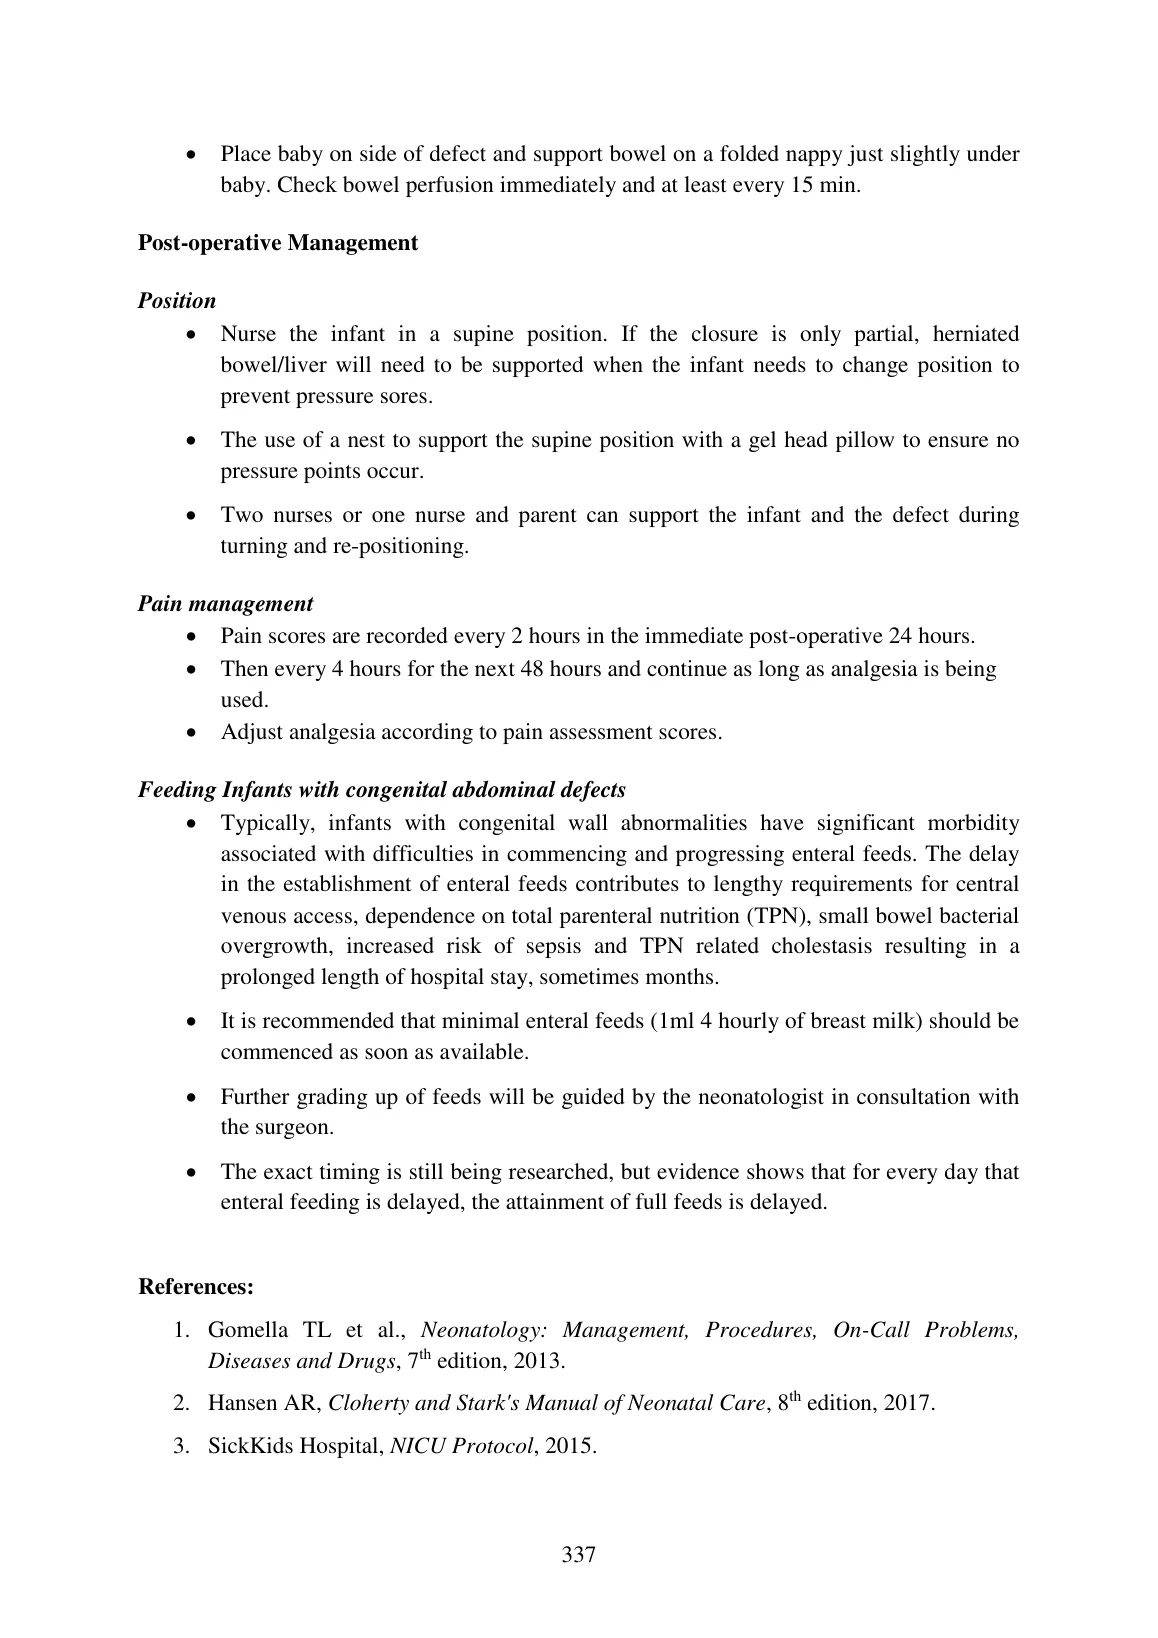 • Place baby on side of defect and support bowel on a folded nappy just slightly under
baby. Check bowel perfusion immediately and at least every 15 min.
Post-operative Management
Position
• Nurse the infant in a supine position. If the closure is only partial, herniated
bowel/liver will need to be supported when the infant needs to change position to
prevent pressure sores.
• The use of a nest to support the supine position with a gel head pillow to ensure no
pressure points occur.
• Two nurses or one nurse and parent can support the infant and the defect during
turning and re-positioning.
Pain management
• Pain scores are recorded every 2 hours in the immediate post-operative 24 hours.
• Then every 4 hours for the next 48 hours and continue as long as analgesia is being
used.
• Adjust analgesia according to pain assessment scores.
Feeding Infants with congenital abdominal defects
• Typically, infants with congenital wall abnormalities have significant morbidity
associated with difficulties in commencing and progressing enteral feeds. The delay
in the establishment of enteral feeds contributes to lengthy requirements for central
venous access, dependence on total parenteral nutrition (TPN), small bowel bacterial
overgrowth, increased risk of sepsis and TPN related cholestasis resulting in a
prolonged length of hospital stay, sometimes months.
• It is recommended that minimal enteral feeds (1ml 4 hourly of breast milk) should be
commenced as soon as available.
• Further grading up of feeds will be guided by the neonatologist in consultation with
the surgeon.
• The exact timing is still being researched, but evidence shows that for every day that
enteral feeding is delayed, the attainment of full feeds is delayed.
References:
1. Gomella TL et al., Neonatology: Management, Procedures, On-Call Problems,
Diseases and Drugs, 7th edition, 2013.
2. Hansen AR, Cloherty and Stark's Manual of Neonatal Care, 8th edition, 2017.
3. SickKids Hospital, NICU Protocol, 2015.
337